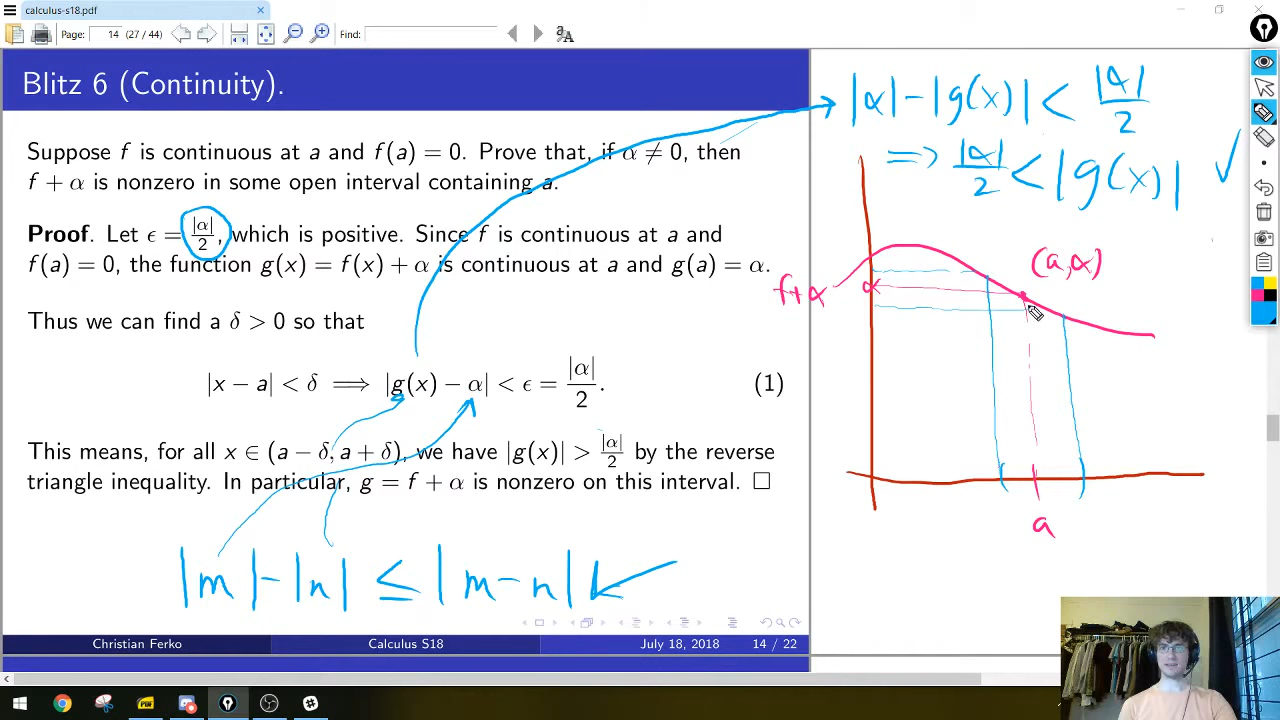 calculus-s18.pdf
Page: 14 (27 / 44) Find:
Blitz 6 (Continuity).
Suppose f is continuous at a and f(a) = 0. Prove that, if α ≠ 0, then
f + α is nonzero in some open interval containing a.
Proof. Let ϵ = |α|/2, which is positive. Since f is continuous at a and
f(a) = 0, the function g(x) = f(x) + α is continuous at a and g(a) = α.
Thus we can find a δ > 0 so that
|x − a| < δ ⟹ |g(x) − α| < ϵ = |α|/2. (1)
This means, for all x ∈ (a − δ, a + δ), we have |g(x)| > |α|/2 by the reverse
triangle inequality. In particular, g = f + α is nonzero on this interval. □
|m| − |n| ≤ |m − n|
|α| − |g(x)| < |α|/2
⟹ |α|/2 < |g(x)| ✓
(a, α)
f+α
α
a
Christian Ferko Calculus S18 July 18, 2018 14 / 22